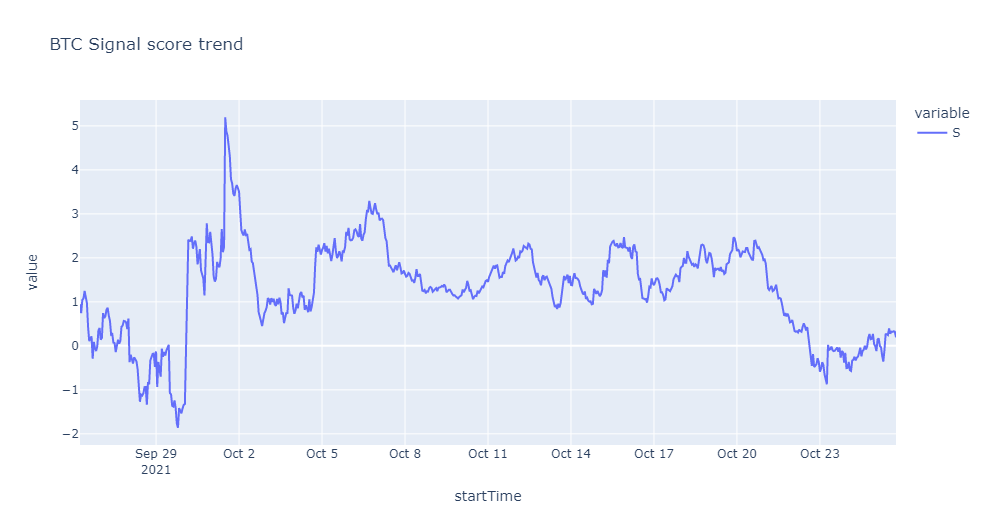 BTC Signal score trend
variable
S
value
5
4
3
2
1
0
−1
−2
Sep 29
2021
Oct 2
Oct 5
Oct 8
Oct 11
Oct 14
Oct 17
Oct 20
Oct 23
startTime